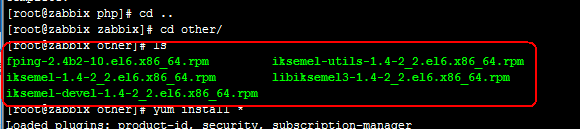 [root@zabbix php]# cd ..
[root@zabbix zabbix]# cd other/
[root@zabbix other]# ls
fping-2.4b2-10.el6.x86_64.rpm iksemel-utils-1.4-2_2.el6.x86_64.rpm
iksemel-1.4-2_2.el6.x86_64.rpm libiksemel3-1.4-2_2.el6.x86_64.rpm
iksemel-devel-1.4-2_2.el6.x86_64.rpm
[root@zabbix other]# yum install *
Loaded plugins: product-id, security, subscription-manager